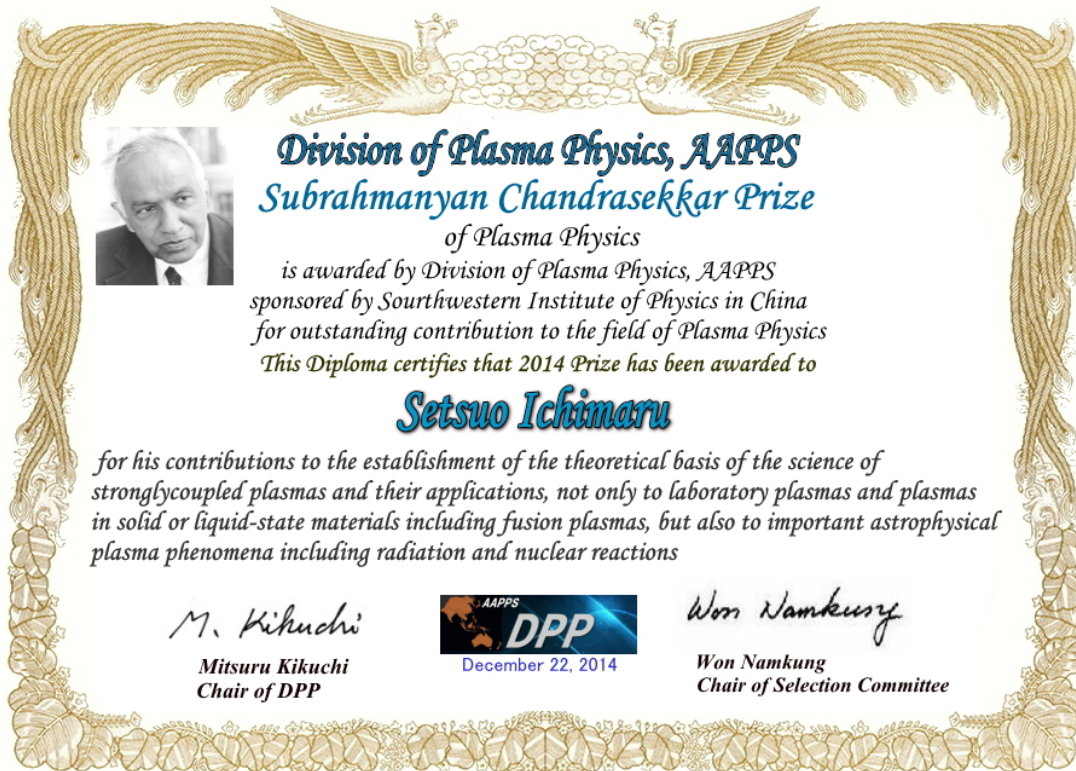 Division of Plasma Physics, AAPPS
Subrahmanyan Chandrasekkar Prize
of Plasma Physics
is awarded by Division of Plasma Physics, AAPPS
sponsored by Sourthwestern Institute of Physics in China
for outstanding contribution to the field of Plasma Physics
This Diploma certifies that 2014 Prize has been awarded to
Setsuo Ichimaru
for his contributions to the establishment of the theoretical basis of the science of
stronglycoupled plasmas and their applications, not only to laboratory plasmas and plasmas
in solid or liquid-state materials including fusion plasmas, but also to important astrophysical
plasma phenomena including radiation and nuclear reactions
M. Kikuchi
Mitsuru Kikuchi
Chair of DPP
AAPPS
DPP
December 22, 2014
Won Namkung
Won Namkung
Chair of Selection Committee